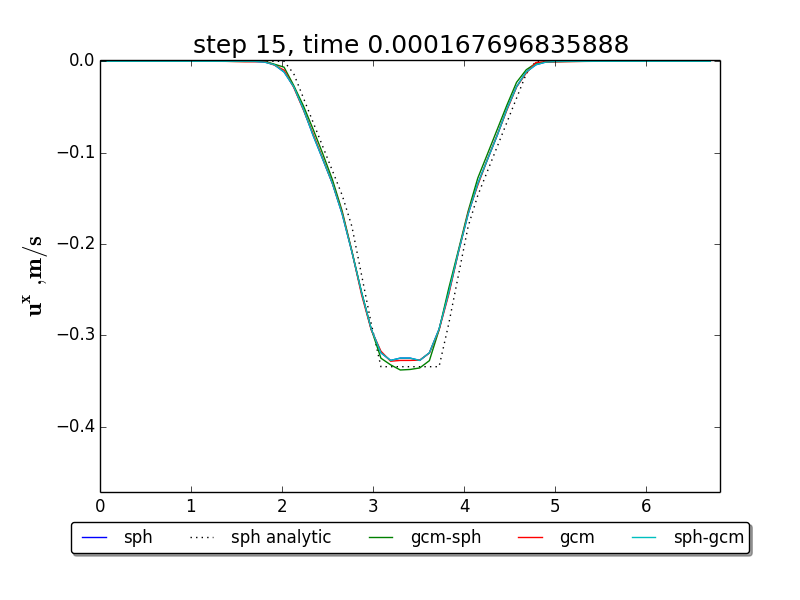 step 15, time 0.000167696835888
0.0
−0.1
−0.2
−0.3
−0.4
u^x ,m/s
0 1 2 3 4 5 6
sph sph analytic gcm-sph gcm sph-gcm